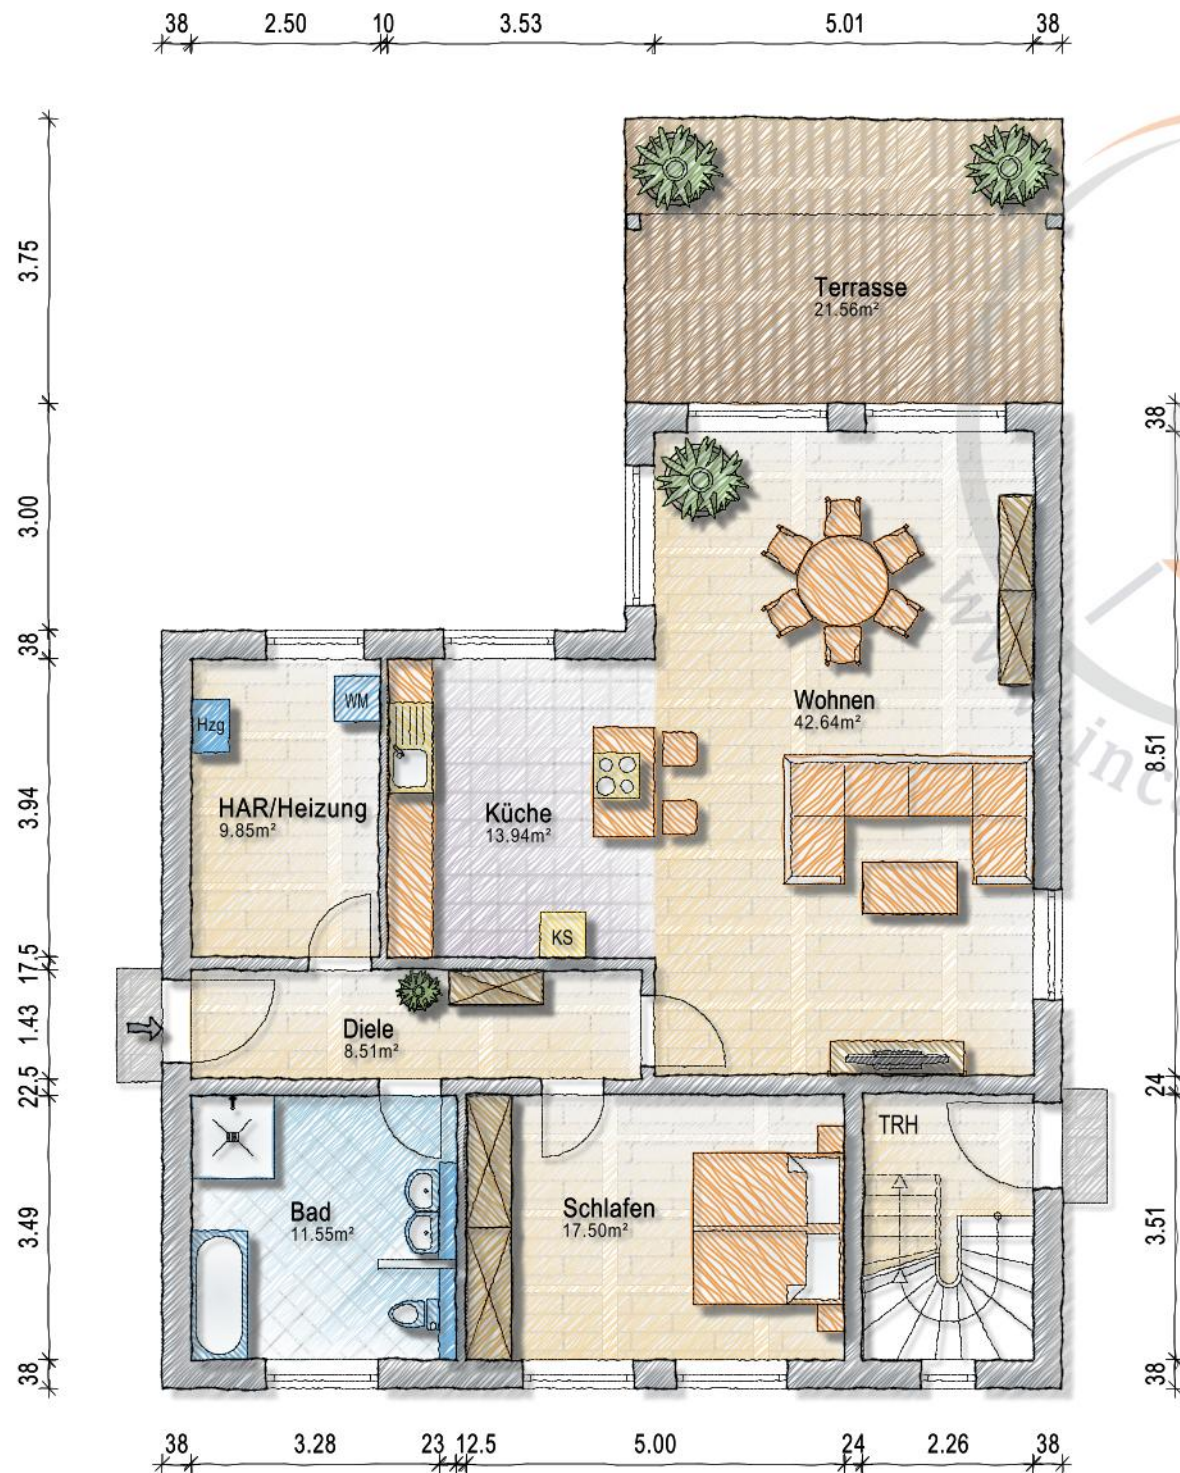 38 2.50 10 3.53 5.01 38
3.75
3.00
38
3.94
17.5
1.43
22.5
3.49
38
Terrasse
21.56m²
Wohnen
42.64m²
WM
Hzg
HAR/Heizung
9.85m²
Küche
13.94m²
KS
Diele
8.51m²
TRH
Bad
11.55m²
Schlafen
17.50m²
38
8.51
24
3.51
38
www.inc
38 3.28 23 12.5 5.00 24 2.26 38